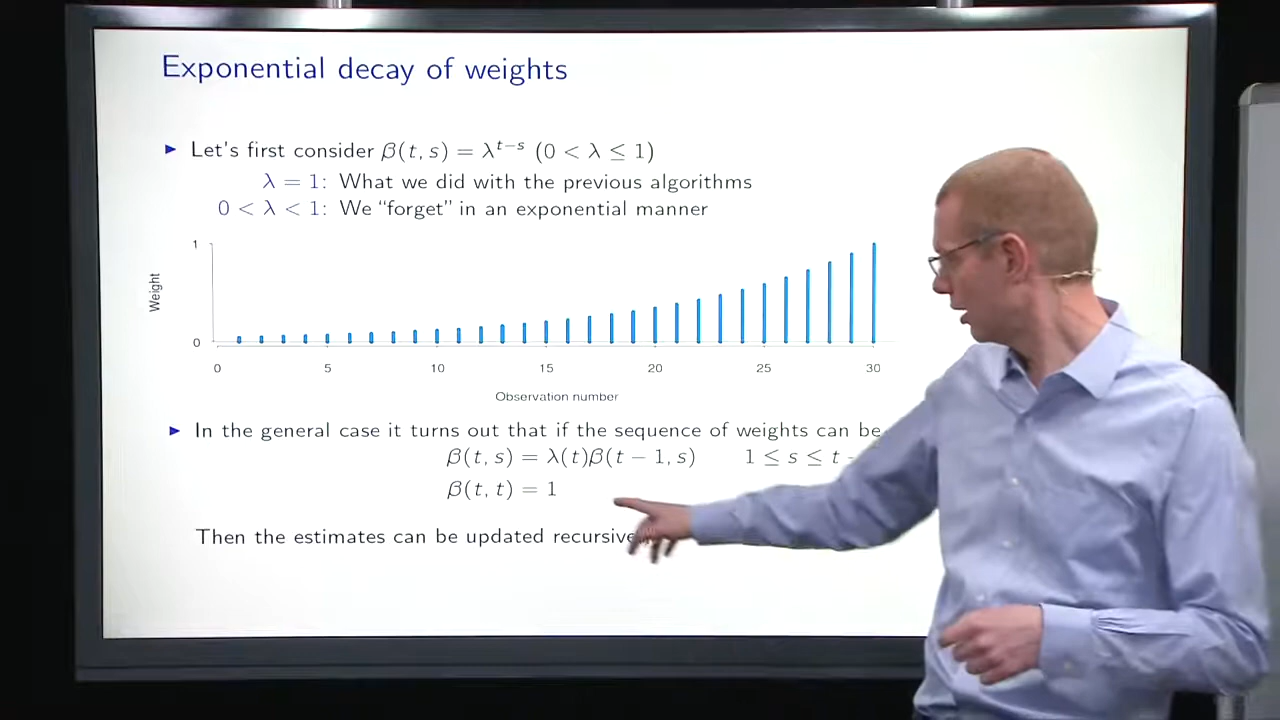 Exponential decay of weights
Let's first consider β(t, s) = λ^{t−s} (0 < λ ≤ 1)
λ = 1: What we did with the previous algorithms
0 < λ < 1: We "forget" in an exponential manner
1
Weight
0
0 5 10 15 20 25 30
Observation number
In the general case it turns out that if the sequence of weights can be
β(t, s) = λ(t)β(t − 1, s) 1 ≤ s ≤ t −
β(t, t) = 1
Then the estimates can be updated